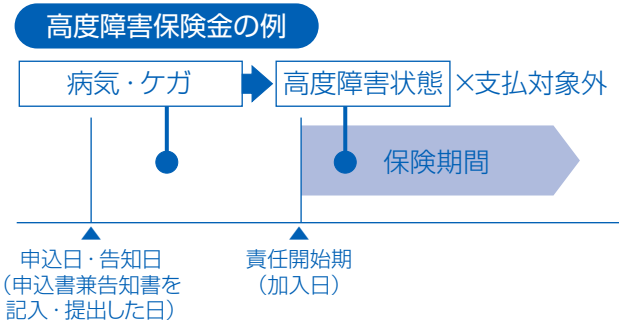 高度障害保険金の例
病気・ケガ
高度障害状態
×支払対象外
保険期間
申込日・告知日
（申込書兼告知書を
記入・提出した日）
責任開始期
（加入日）